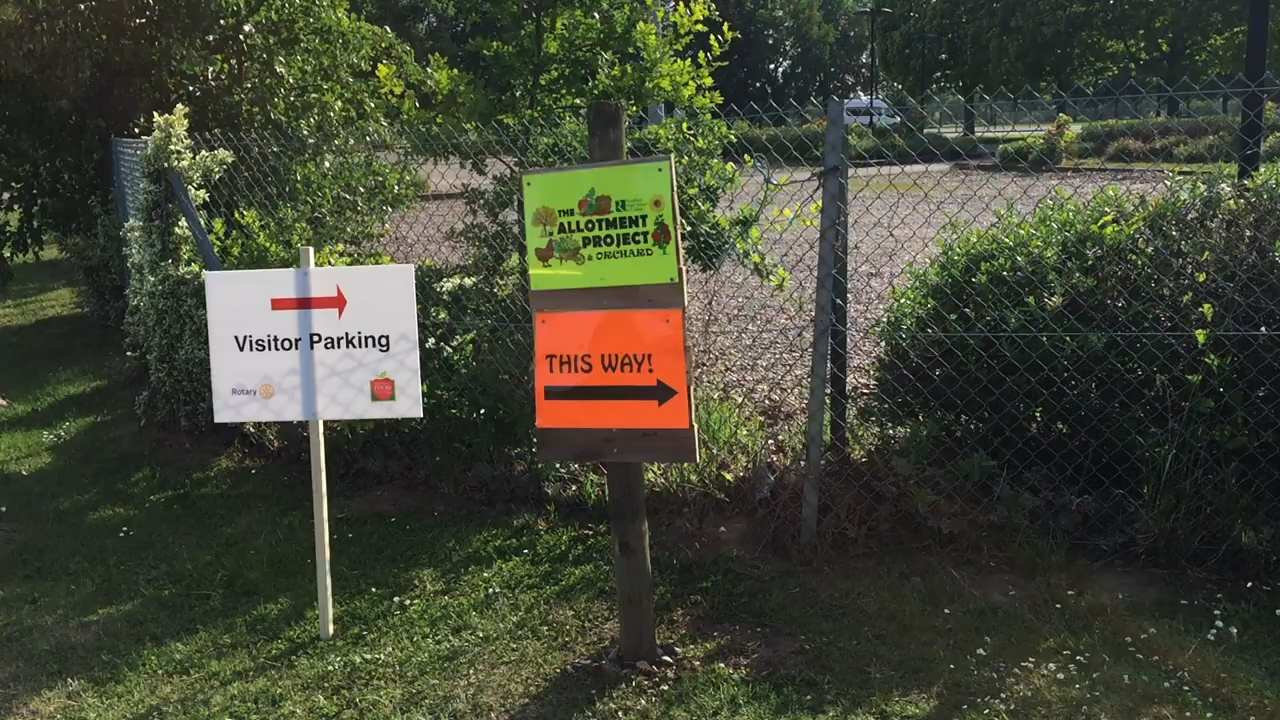 Visitor Parking
Rotary
THE
ALLOTMENT
PROJECT
& ORCHARD
THIS WAY!